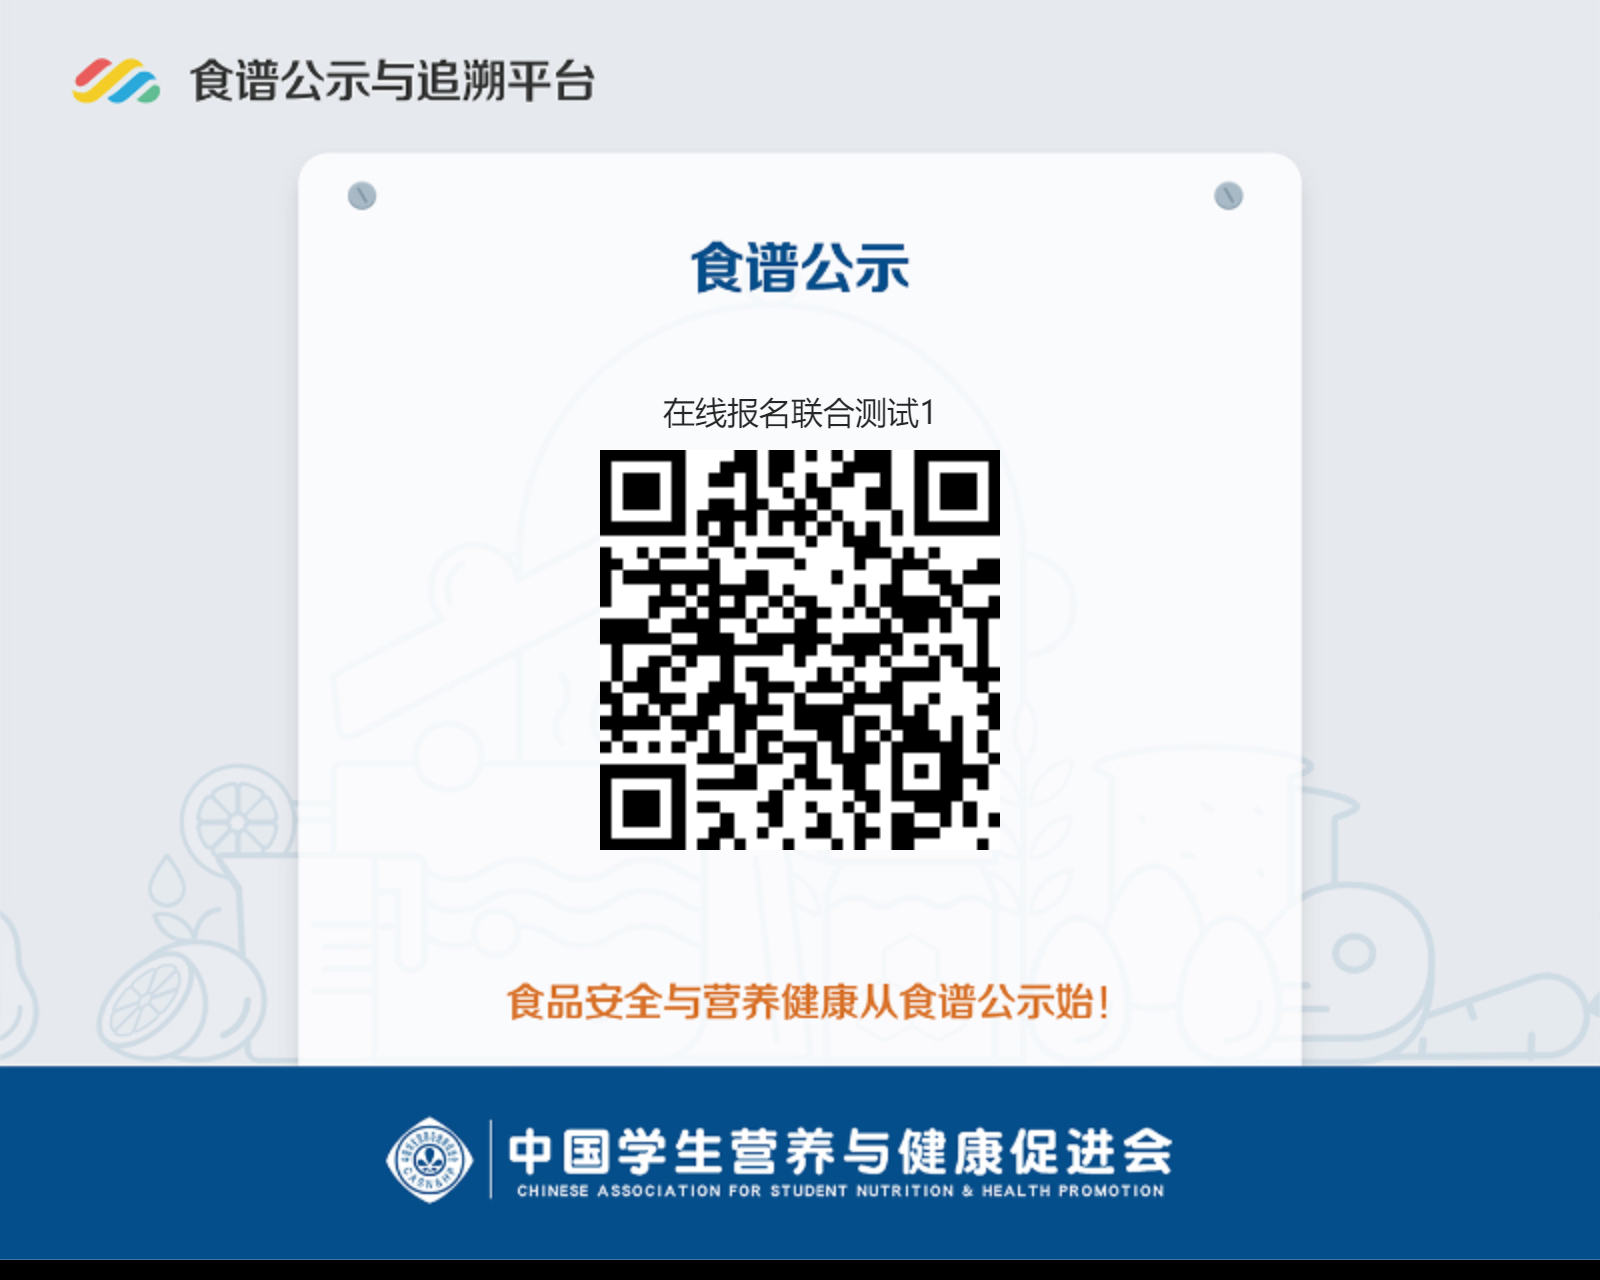 食谱公示与追溯平台
食谱公示
在线报名联合测试1
食品安全与营养健康从食谱公示始！
中国学生营养与健康促进会
CHINESE ASSOCIATION FOR STUDENT NUTRITION & HEALTH PROMOTION
CASN&HP